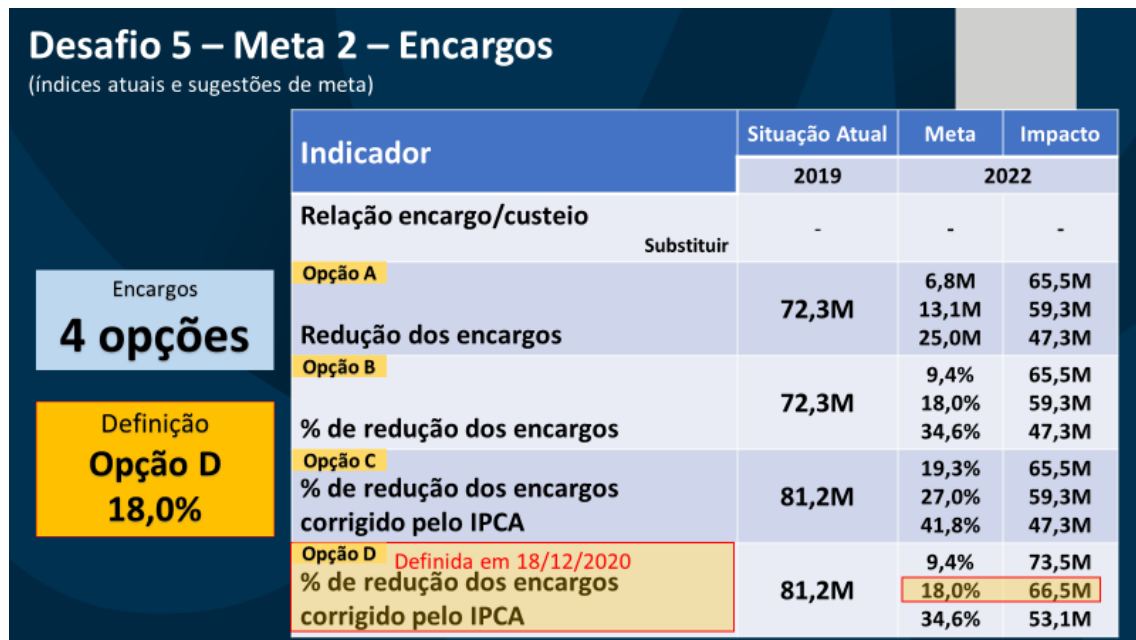 Desafio 5 – Meta 2 – Encargos
(índices atuais e sugestões de meta)
Indicador
Situação Atual
Meta
Impacto
2019
2022
Relação encargo/custeio
Substituir
-
-
-
Encargos
4 opções
Definição
Opção D
18,0%
Opção A
Redução dos encargos
72,3M
6,8M
65,5M
13,1M
59,3M
25,0M
47,3M
Opção B
% de redução dos encargos
72,3M
9,4%
65,5M
18,0%
59,3M
34,6%
47,3M
Opção C
% de redução dos encargos
corrigido pelo IPCA
81,2M
19,3%
65,5M
27,0%
59,3M
41,8%
47,3M
Opção D
Definida em 18/12/2020
% de redução dos encargos
corrigido pelo IPCA
81,2M
9,4%
73,5M
18,0%
66,5M
34,6%
53,1M